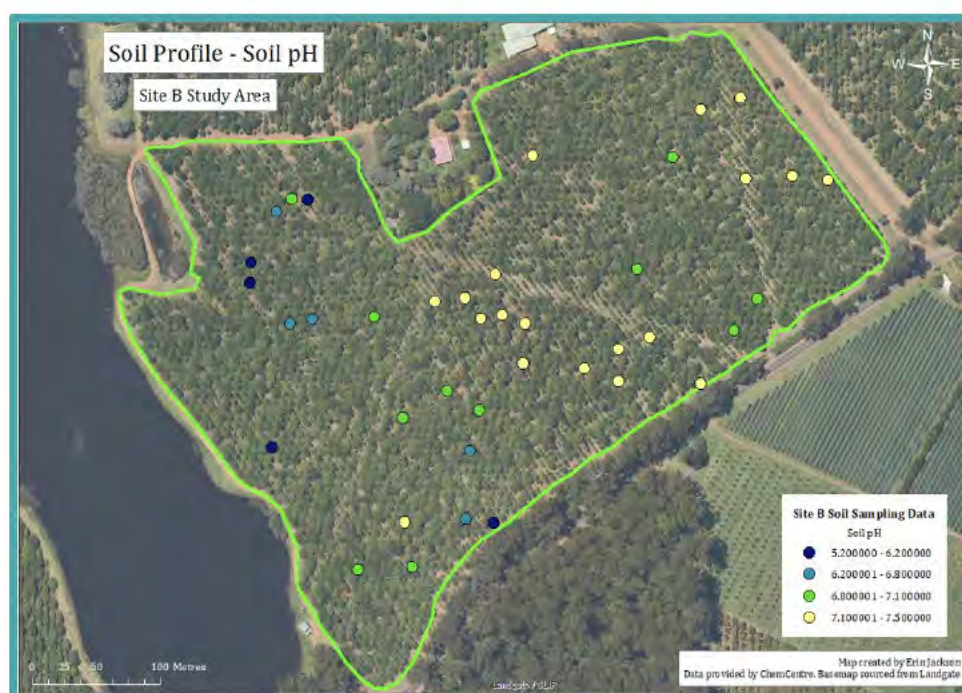 Soil Profile - Soil pH
Site B Study Area
N
W E
S
Site B Soil Sampling Data
Soil pH
5.200000 - 6.200000
6.200001 - 6.800000
6.800001 - 7.100000
7.100001 - 7.500000
0 25 50 100 Metres
Landgate / SLIP
Map created by Erin Jackson
Data provided by ChemCentre. Basemap sourced from Landgate